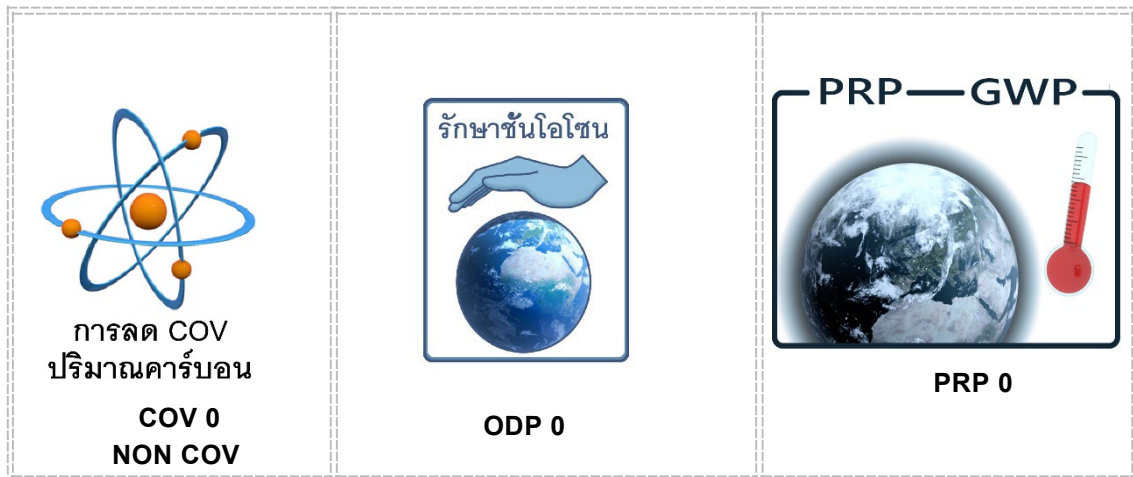 การลด COV
ปริมาณคาร์บอน
COV 0
NON COV
รักษาชั้นโอโซน
ODP 0
PRP GWP
PRP 0